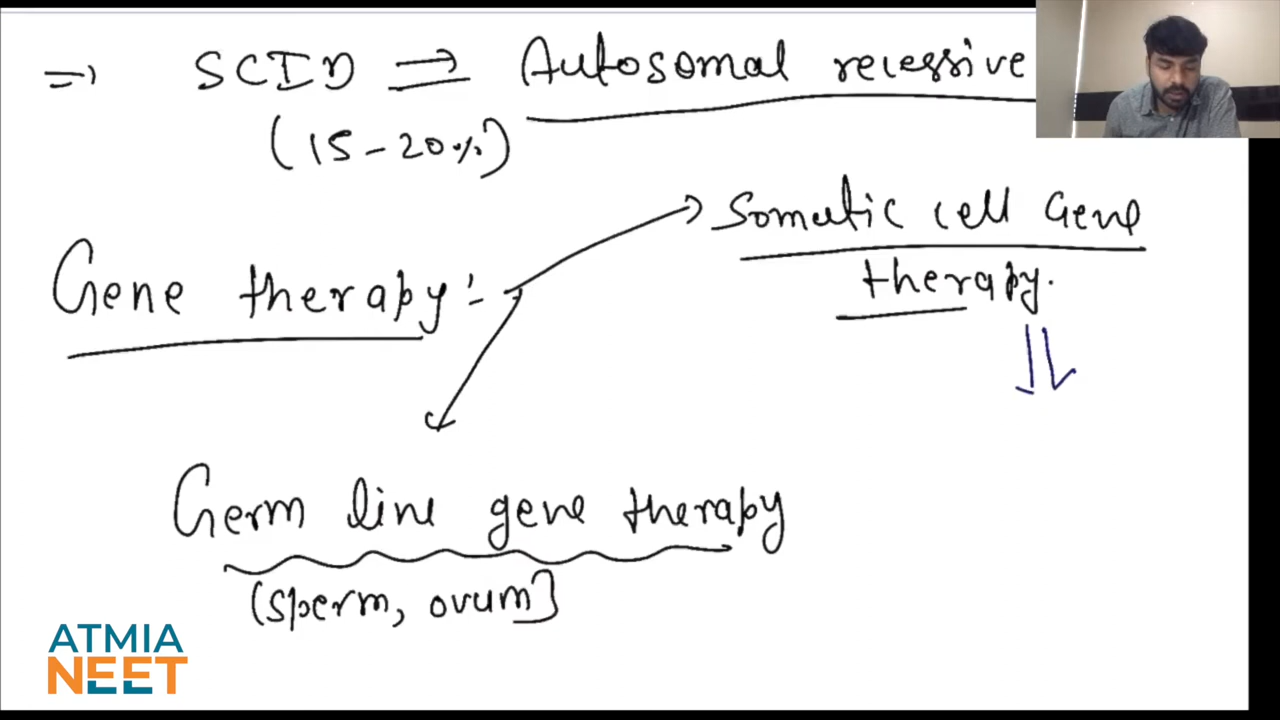 => SCID => Autosomal recessive
(15-20%)
Somatic cell Gene
therapy.
Gene therapy:-
Germ line gene therapy
(sperm, ovum)
ATMIA
NEET